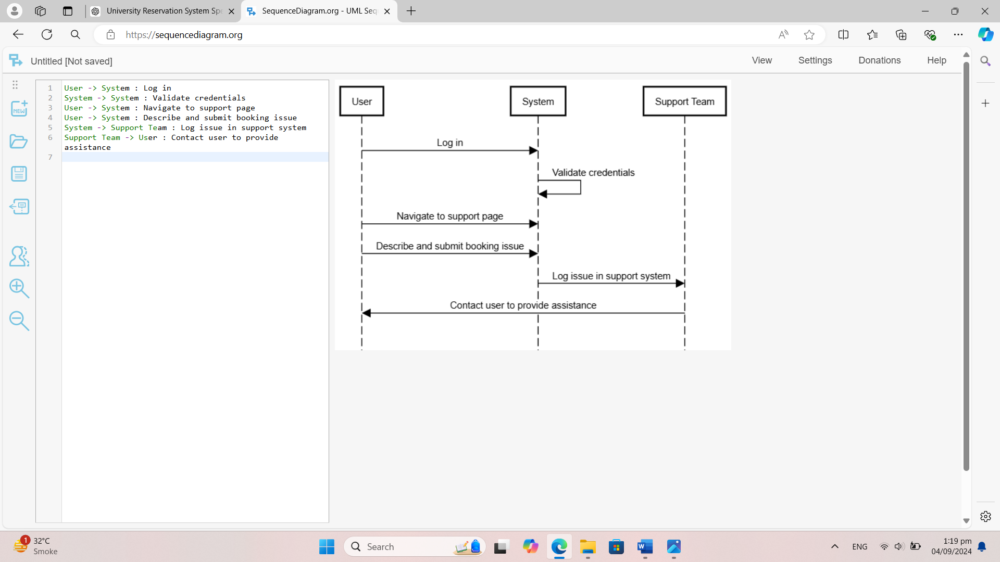 University Reservation System Spe
SequenceDiagram.org - UML Seq
https://sequencediagram.org
Untitled [Not saved]
View
Settings
Donations
Help
NEW
1 User -> System : Log in
2 System -> System : Validate credentials
3 User -> System : Navigate to support page
4 User -> System : Describe and submit booking issue
5 System -> Support Team : Log issue in support system
6 Support Team -> User : Contact user to provide
assistance
7
User
System
Support Team
Log in
Validate credentials
Navigate to support page
Describe and submit booking issue
Log issue in support system
Contact user to provide assistance
1
32°C
Smoke
Search
W
ENG
1:19 pm
04/09/2024